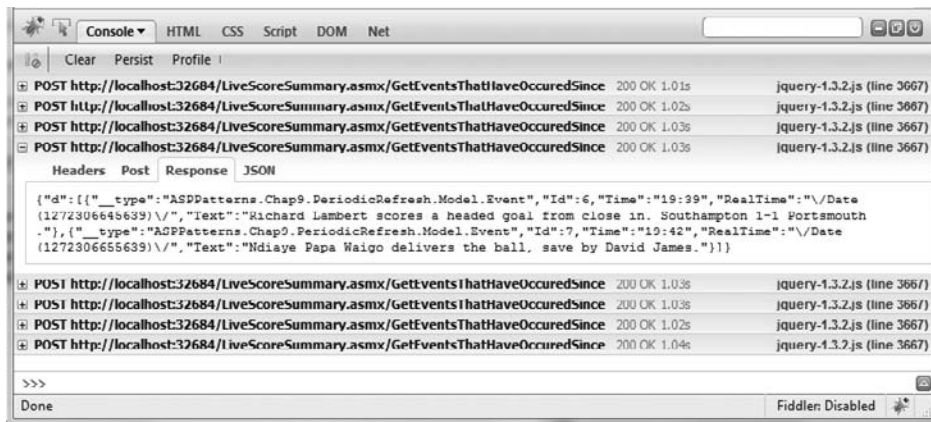 Console ▾ HTML CSS Script DOM Net
Clear Persist Profile
POST http://localhost:32684/LiveScoreSummary.asmx/GetEventsThatHaveOccuredSince 200 OK 1.01s jquery-1.3.2.js (line 3667)
POST http://localhost:32684/LiveScoreSummary.asmx/GetEventsThatHaveOccuredSince 200 OK 1.02s jquery-1.3.2.js (line 3667)
POST http://localhost:32684/LiveScoreSummary.asmx/GetEventsThatHaveOccuredSince 200 OK 1.03s jquery-1.3.2.js (line 3667)
POST http://localhost:32684/LiveScoreSummary.asmx/GetEventsThatHaveOccuredSince 200 OK 1.03s jquery-1.3.2.js (line 3667)
Headers Post Response JSON
{"d":[{"__type":"ASPPatterns.Chap9.PeriodicRefresh.Model.Event","Id":6,"Time":"19:39","RealTime":"\/Date
(1272306645639)\/","Text":"Richard Lambert scores a headed goal from close in. Southampton 1-1 Portsmouth
."},{"__type":"ASPPatterns.Chap9.PeriodicRefresh.Model.Event","Id":7,"Time":"19:42","RealTime":"\/Date
(1272306655639)\/","Text":"Ndiaye Papa Waigo delivers the ball, save by David James."}]}
POST http://localhost:32684/LiveScoreSummary.asmx/GetEventsThatHaveOccuredSince 200 OK 1.03s jquery-1.3.2.js (line 3667)
POST http://localhost:32684/LiveScoreSummary.asmx/GetEventsThatHaveOccuredSince 200 OK 1.03s jquery-1.3.2.js (line 3667)
POST http://localhost:32684/LiveScoreSummary.asmx/GetEventsThatHaveOccuredSince 200 OK 1.02s jquery-1.3.2.js (line 3667)
POST http://localhost:32684/LiveScoreSummary.asmx/GetEventsThatHaveOccuredSince 200 OK 1.04s jquery-1.3.2.js (line 3667)
>>>
Done Fiddler: Disabled